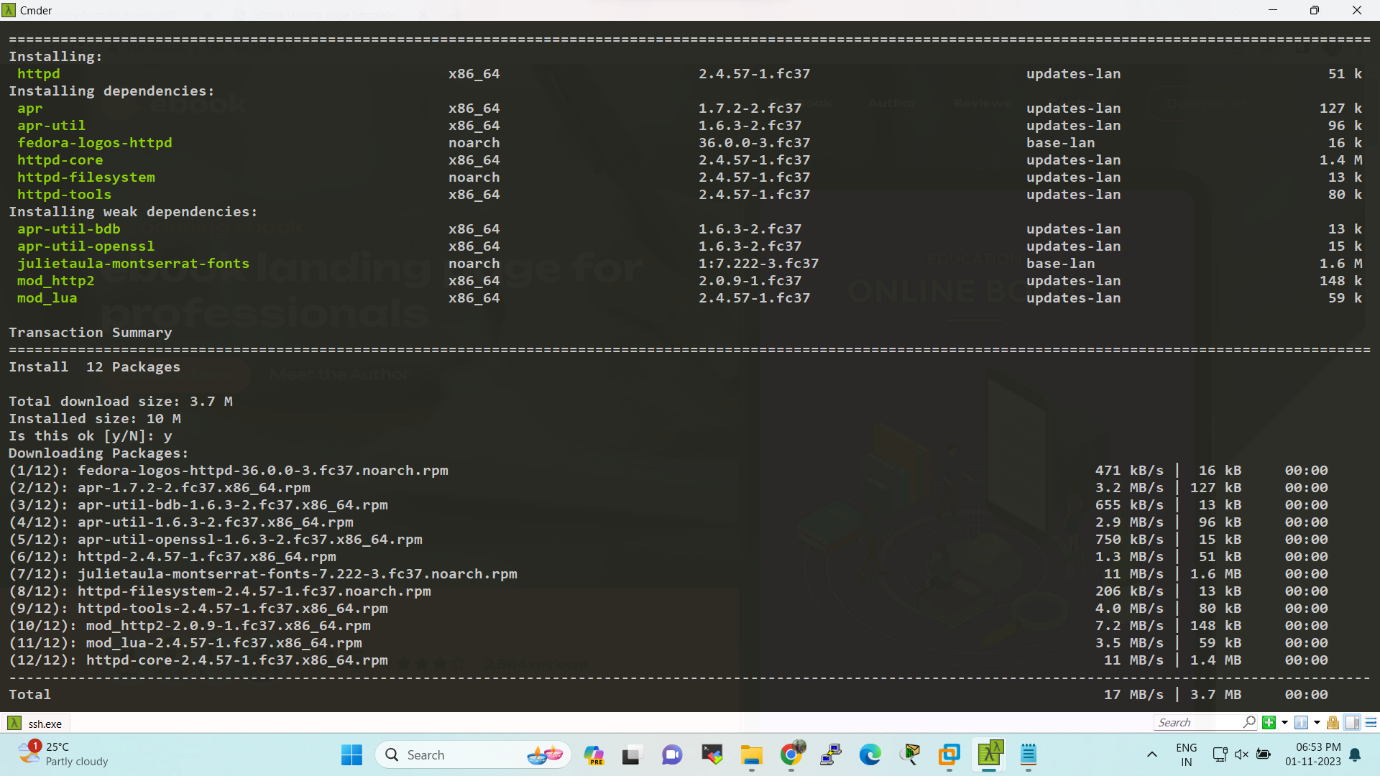 Cmder
================================================================================
Installing:
httpd x86_64 2.4.57-1.fc37 updates-lan 51 k
Installing dependencies:
apr x86_64 1.7.2-2.fc37 updates-lan 127 k
apr-util x86_64 1.6.3-2.fc37 updates-lan 96 k
fedora-logos-httpd noarch 36.0.0-3.fc37 base-lan 16 k
httpd-core x86_64 2.4.57-1.fc37 updates-lan 1.4 M
httpd-filesystem noarch 2.4.57-1.fc37 updates-lan 13 k
httpd-tools x86_64 2.4.57-1.fc37 updates-lan 80 k
Installing weak dependencies:
apr-util-bdb x86_64 1.6.3-2.fc37 updates-lan 13 k
apr-util-openssl x86_64 1.6.3-2.fc37 updates-lan 15 k
julietaula-montserrat-fonts noarch 1:7.222-3.fc37 base-lan 1.6 M
mod_http2 x86_64 2.0.9-1.fc37 updates-lan 148 k
mod_lua x86_64 2.4.57-1.fc37 updates-lan 59 k
Transaction Summary
================================================================================
Install 12 Packages
Total download size: 3.7 M
Installed size: 10 M
Is this ok [y/N]: y
Downloading Packages:
(1/12): fedora-logos-httpd-36.0.0-3.fc37.noarch.rpm 471 kB/s | 16 kB 00:00
(2/12): apr-1.7.2-2.fc37.x86_64.rpm 3.2 MB/s | 127 kB 00:00
(3/12): apr-util-bdb-1.6.3-2.fc37.x86_64.rpm 655 kB/s | 13 kB 00:00
(4/12): apr-util-1.6.3-2.fc37.x86_64.rpm 2.9 MB/s | 96 kB 00:00
(5/12): apr-util-openssl-1.6.3-2.fc37.x86_64.rpm 750 kB/s | 15 kB 00:00
(6/12): httpd-2.4.57-1.fc37.x86_64.rpm 1.3 MB/s | 51 kB 00:00
(7/12): julietaula-montserrat-fonts-7.222-3.fc37.noarch.rpm 11 MB/s | 1.6 MB 00:00
(8/12): httpd-filesystem-2.4.57-1.fc37.noarch.rpm 206 kB/s | 13 kB 00:00
(9/12): httpd-tools-2.4.57-1.fc37.x86_64.rpm 4.0 MB/s | 80 kB 00:00
(10/12): mod_http2-2.0.9-1.fc37.x86_64.rpm 7.2 MB/s | 148 kB 00:00
(11/12): mod_lua-2.4.57-1.fc37.x86_64.rpm 3.5 MB/s | 59 kB 00:00
(12/12): httpd-core-2.4.57-1.fc37.x86_64.rpm 11 MB/s | 1.4 MB 00:00
--------------------------------------------------------------------------------
Total 17 MB/s | 3.7 MB 00:00
ebook
landing page for
professionals
Meet the Author
ONLINE BO
ssh.exe Search
1 25°C
Partly cloudy
Search
PRE
ENG
IN
06:53 PM
01-11-2023